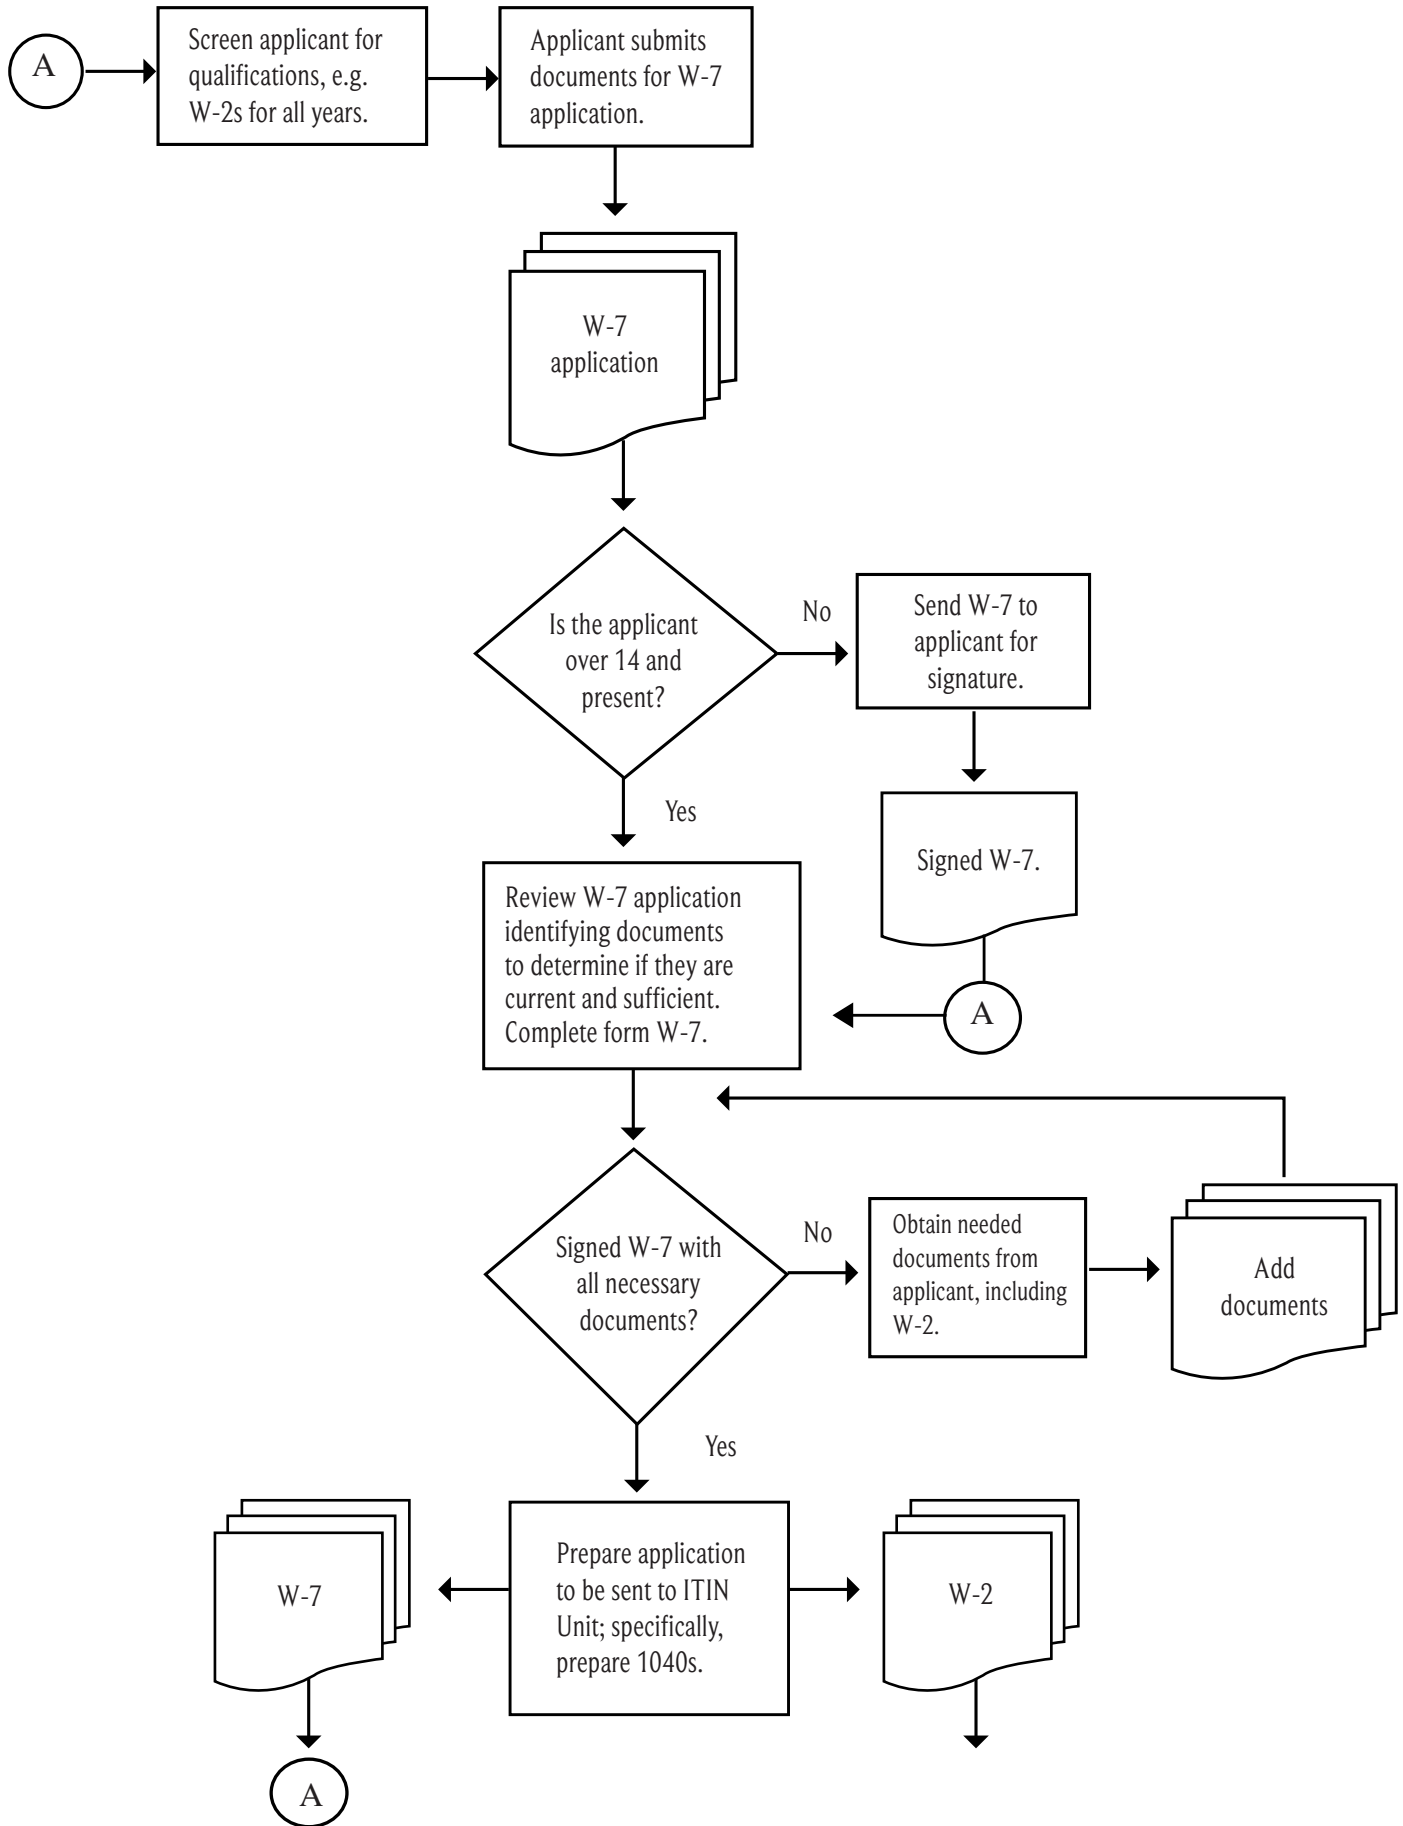 A
Screen applicant for
qualifications, e.g.
W-2s for all years.
Applicant submits
documents for W-7
application.
W-7
application
Is the applicant
over 14 and
present?
No
Send W-7 to
applicant for
signature.
Yes
Signed W-7.
Review W-7 application
identifying documents
to determine if they are
current and sufficient.
Complete form W-7.
A
Signed W-7 with
all necessary
documents?
No
Obtain needed
documents from
applicant, including
W-2.
Add
documents
Yes
W-7
Prepare application
to be sent to ITIN
Unit; specifically,
prepare 1040s.
W-2
A